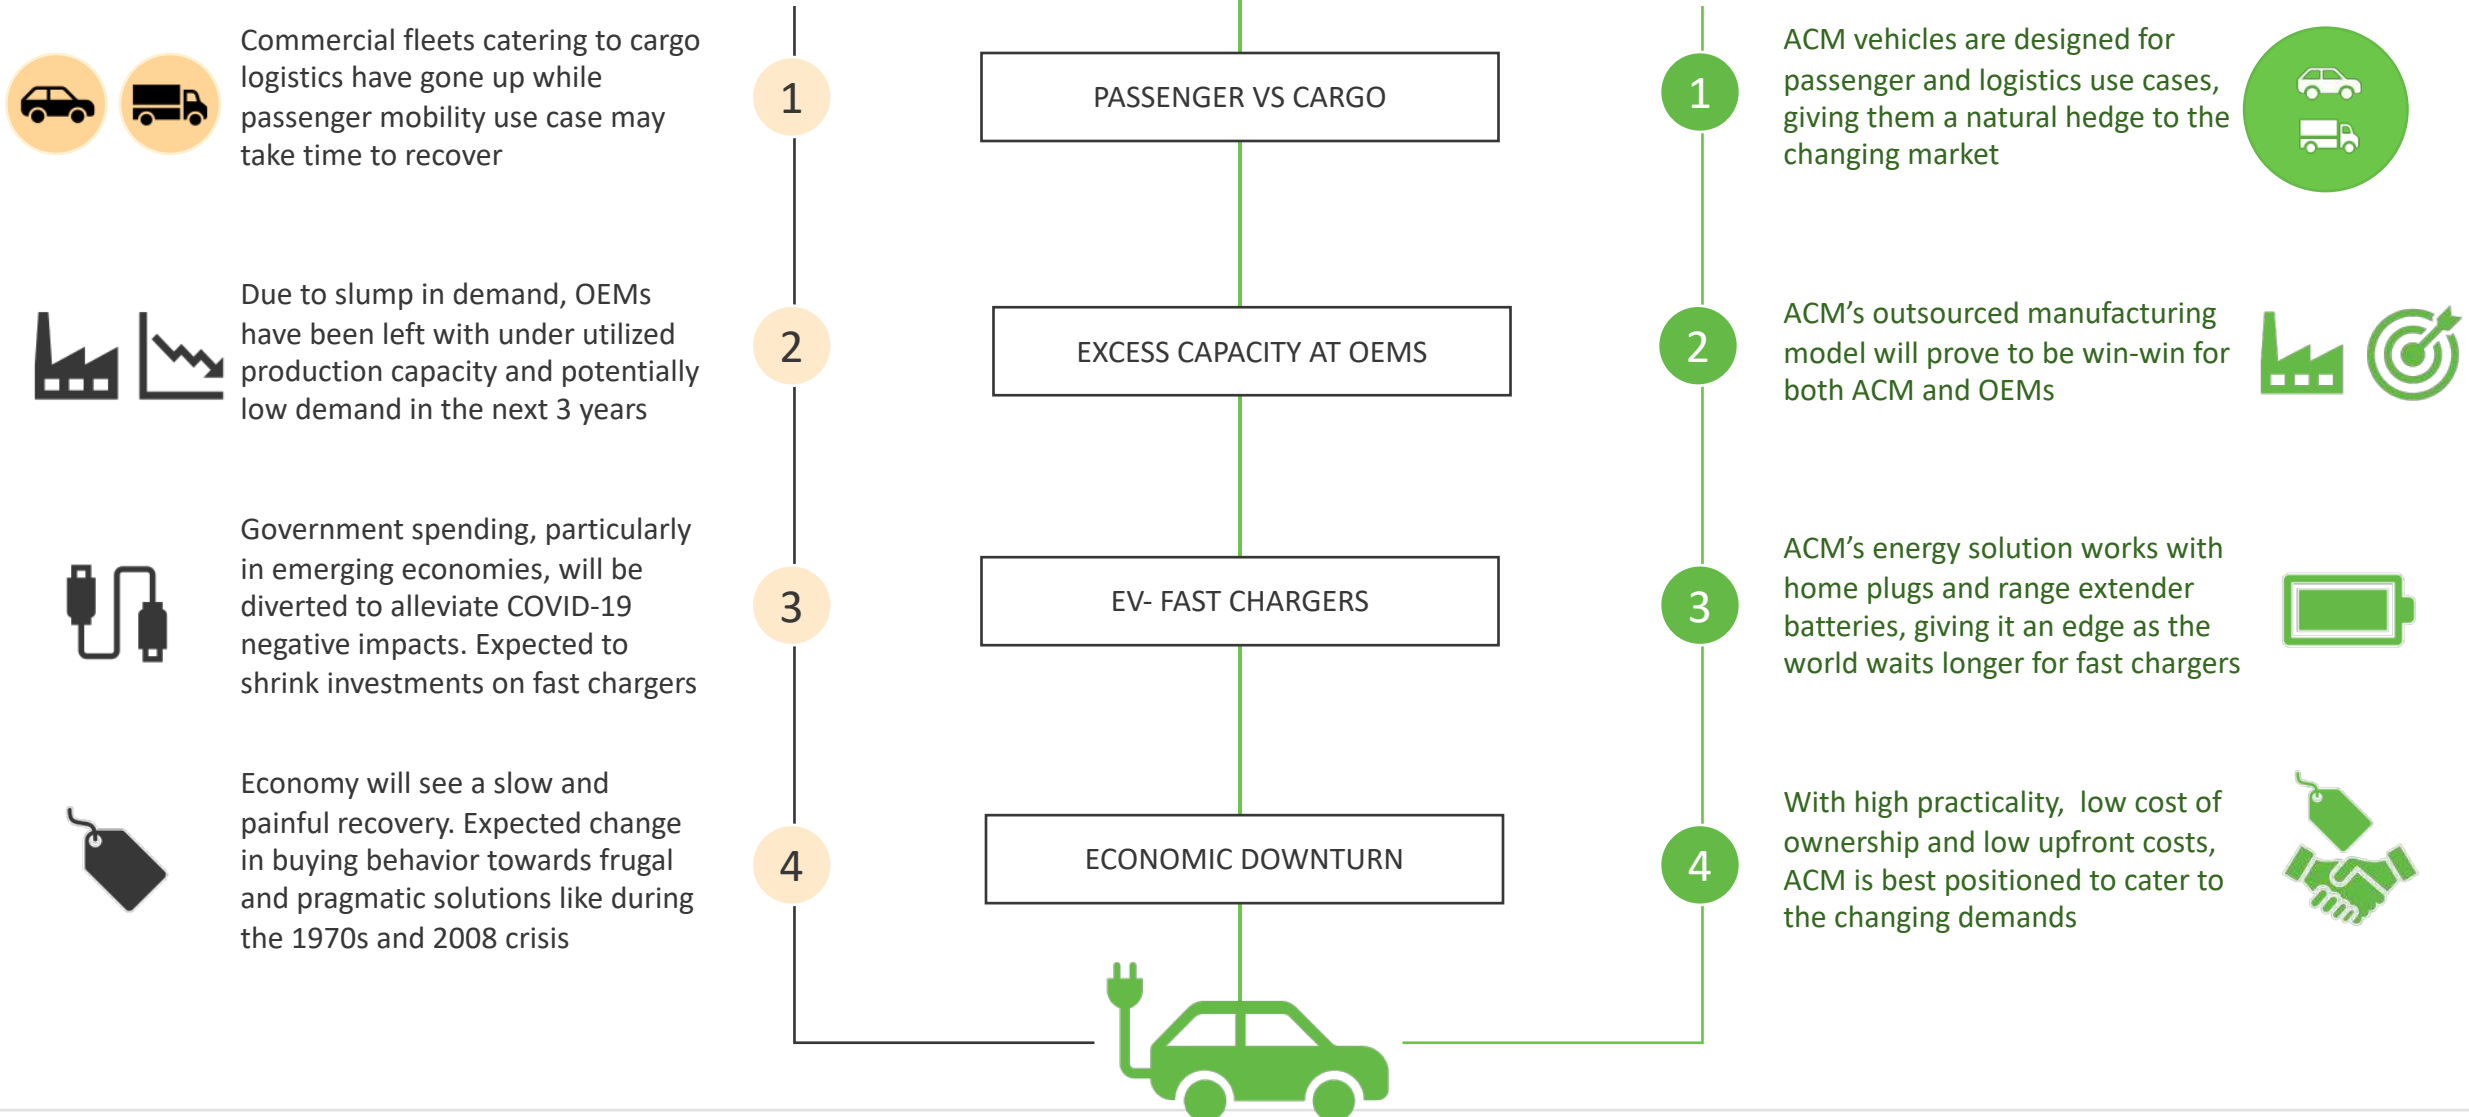 Commercial fleets catering to cargo
logistics have gone up while
passenger mobility use case may
take time to recover
1
PASSENGER VS CARGO
1
ACM vehicles are designed for
passenger and logistics use cases,
giving them a natural hedge to the
changing market
Due to slump in demand, OEMs
have been left with under utilized
production capacity and potentially
low demand in the next 3 years
2
EXCESS CAPACITY AT OEMS
2
ACM’s outsourced manufacturing
model will prove to be win-win for
both ACM and OEMs
Government spending, particularly
in emerging economies, will be
diverted to alleviate COVID-19
negative impacts. Expected to
shrink investments on fast chargers
3
EV- FAST CHARGERS
3
ACM’s energy solution works with
home plugs and range extender
batteries, giving it an edge as the
world waits longer for fast chargers
Economy will see a slow and
painful recovery. Expected change
in buying behavior towards frugal
and pragmatic solutions like during
the 1970s and 2008 crisis
4
ECONOMIC DOWNTURN
4
With high practicality,  low cost of
ownership and low upfront costs,
ACM is best positioned to cater to
the changing demands